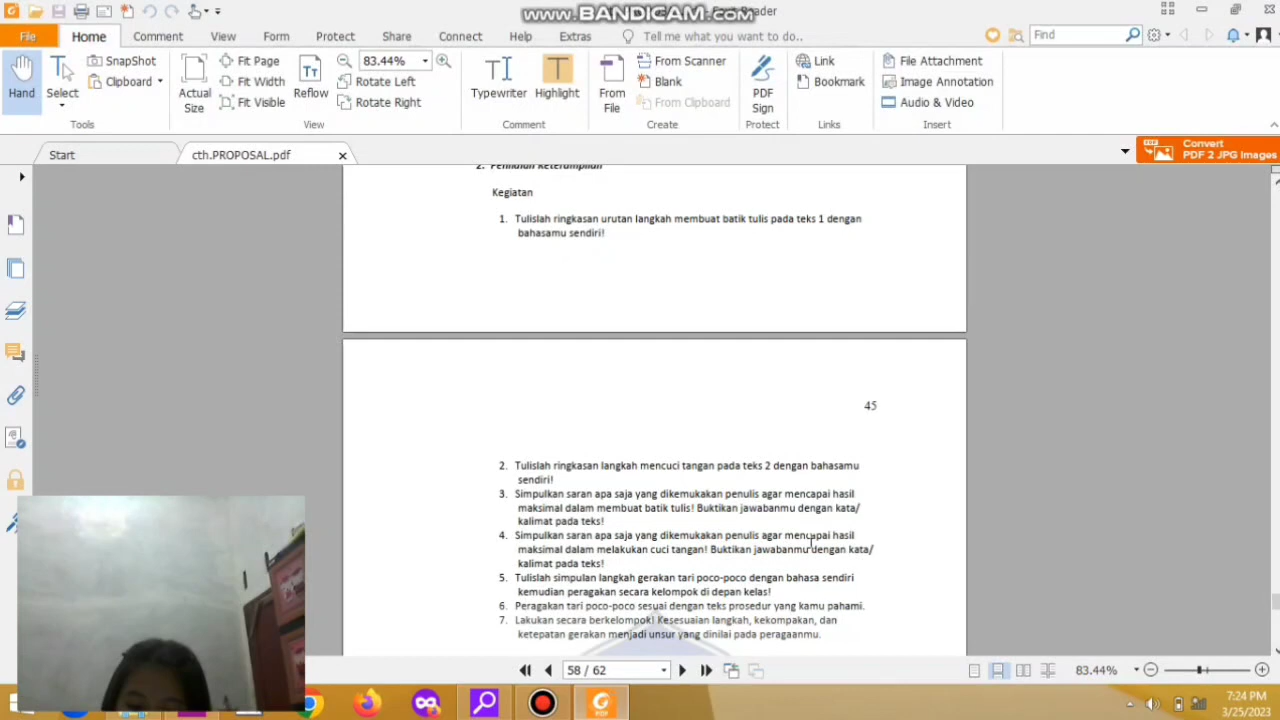 www.BANDICAM.com
Reader
File Home Comment View Form Protect Share Connect Help Extras Tell me what you want to do.. Find
Hand
Select
SnapShot
Clipboard
Tools
Actual Size
Fit Page
Fit Width
Fit Visible
Reflow
83.44%
Rotate Left
Rotate Right
View
Typewriter
Highlight
Comment
From File
From Scanner
Blank
From Clipboard
Create
PDF Sign
Protect
Link
Bookmark
Links
File Attachment
Image Annotation
Audio & Video
Insert
Start
cth.PROPOSAL.pdf
Convert
PDF 2 JPG Images
2. Penilaian Keterampilan
Kegiatan
1. Tulislah ringkasan urutan langkah membuat batik tulis pada teks 1 dengan
bahasamu sendiri!
45
2. Tulislah ringkasan langkah mencuci tangan pada teks 2 dengan bahasamu
sendiri!
3. Simpulkan saran apa saja yang dikemukakan penulis agar mencapai hasil
maksimal dalam membuat batik tulis! Buktikan jawabanmu dengan kata/
kalimat pada teks!
4. Simpulkan saran apa saja yang dikemukakan penulis agar mencapai hasil
maksimal dalam melakukan cuci tangan! Buktikan jawabanmu dengan kata/
kalimat pada teks!
5. Tulislah simpulan langkah gerakan tari poco-poco dengan bahasa sendiri
kemudian peragakan secara kelompok di depan kelas!
6. Peragakan tari poco-poco sesuai dengan teks prosedur yang kamu pahami.
7. Lakukan secara berkelompok! Kesesuaian langkah, kekompakan, dan
ketepatan gerakan menjadi unsur yang dinilai pada peragaanmu.
58 / 62
83.44%
PDF
7:24 PM
3/25/2023